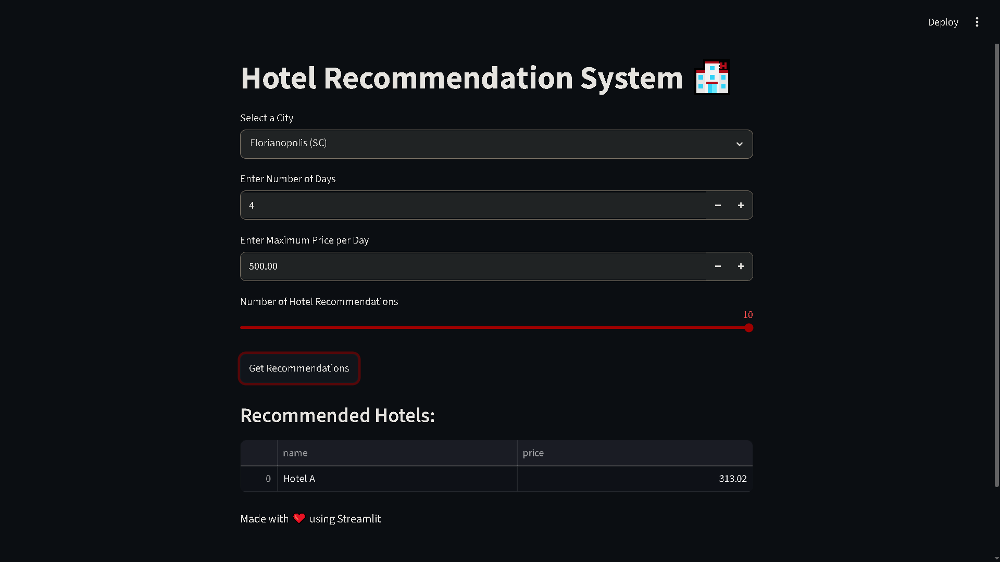 Deploy
Hotel Recommendation System
Select a City
Florianopolis (SC)
Enter Number of Days
4
Enter Maximum Price per Day
500.00
Number of Hotel Recommendations
10
Get Recommendations
Recommended Hotels:
name price
0 Hotel A 313.02
Made with ❤️ using Streamlit